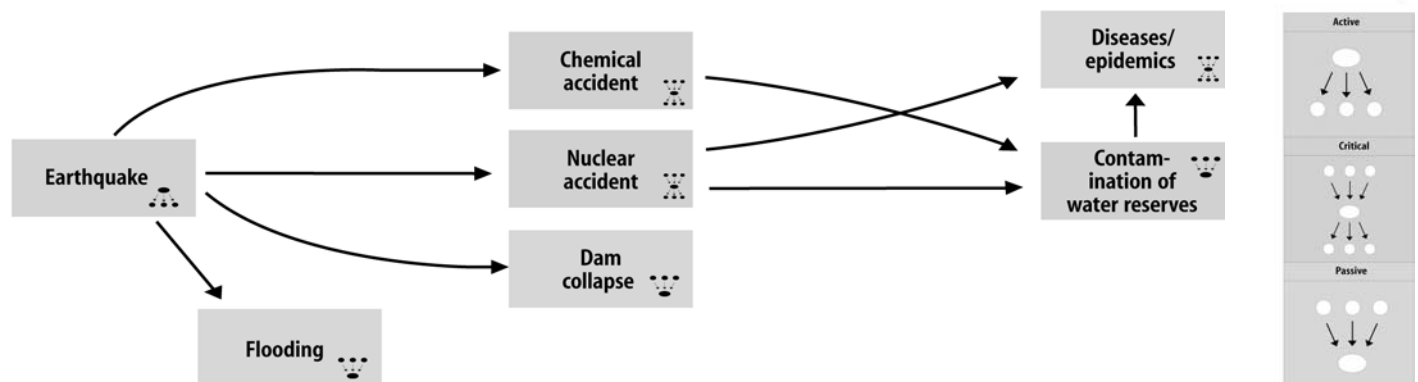 Earthquake
Chemical
accident
Nuclear
accident
Dam
collapse
Flooding
Diseases/
epidemics
Contam-
ination of
water reserves
Active
Critical
Passive